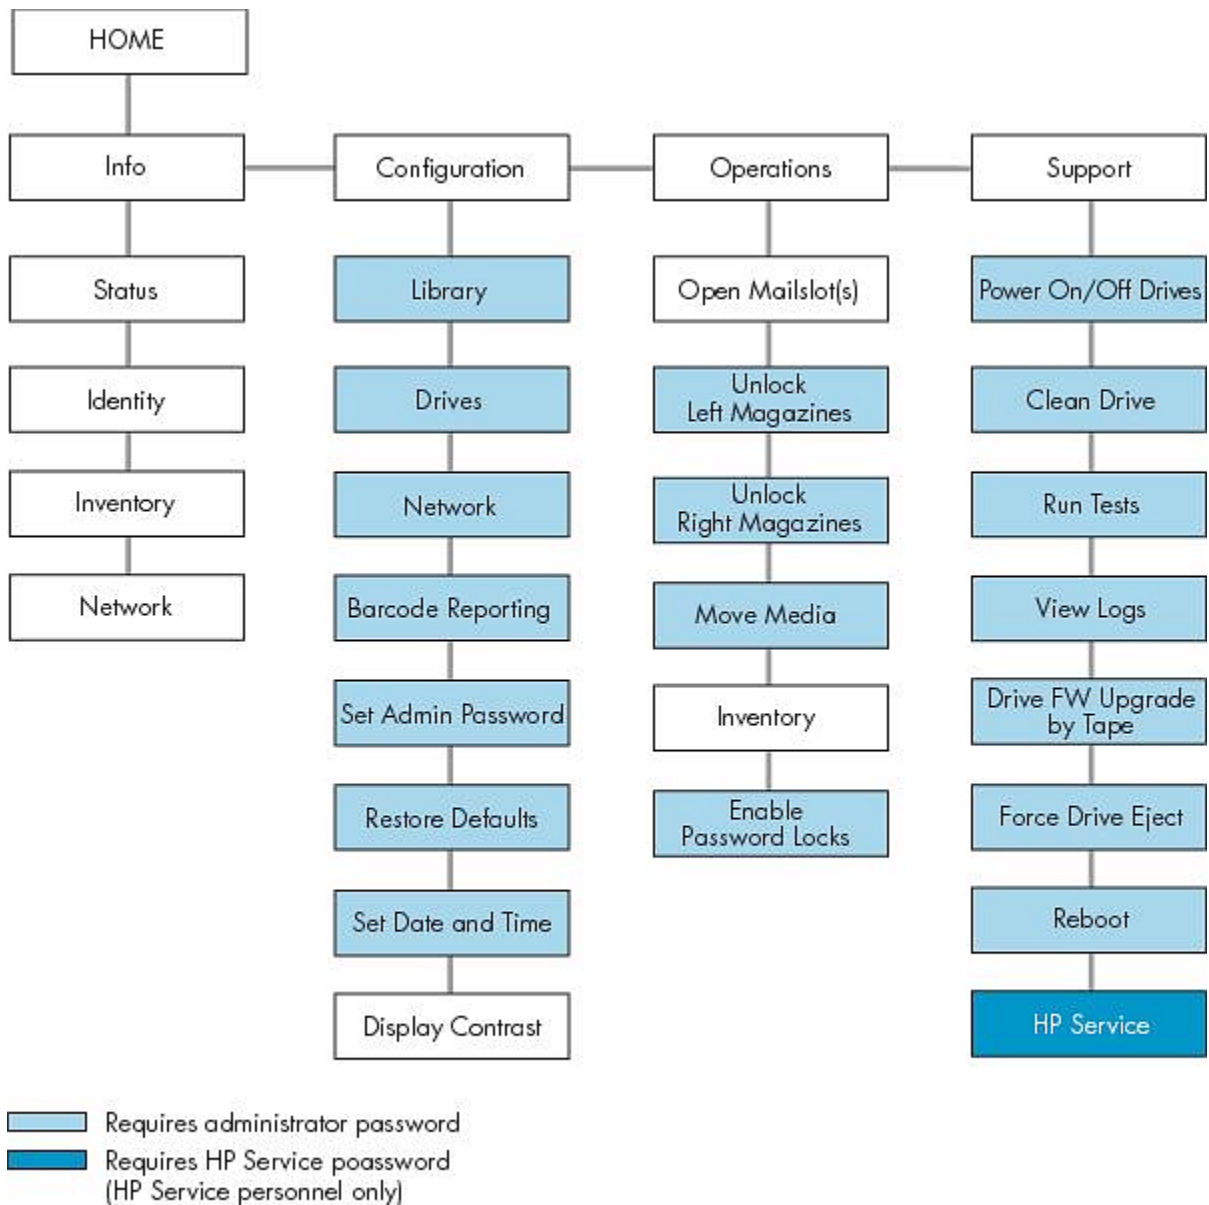 HOME
Info
Configuration
Operations
Support
Status
Identity
Inventory
Network
Library
Drives
Network
Barcode Reporting
Set Admin Password
Restore Defaults
Set Date and Time
Display Contrast
Open Mailslot(s)
Unlock
Left Magazines
Unlock
Right Magazines
Move Media
Inventory
Enable
Password Locks
Power On/Off Drives
Clean Drive
Run Tests
View Logs
Drive FW Upgrade
by Tape
Force Drive Eject
Reboot
HP Service
Requires administrator password
Requires HP Service poassword
(HP Service personnel only)